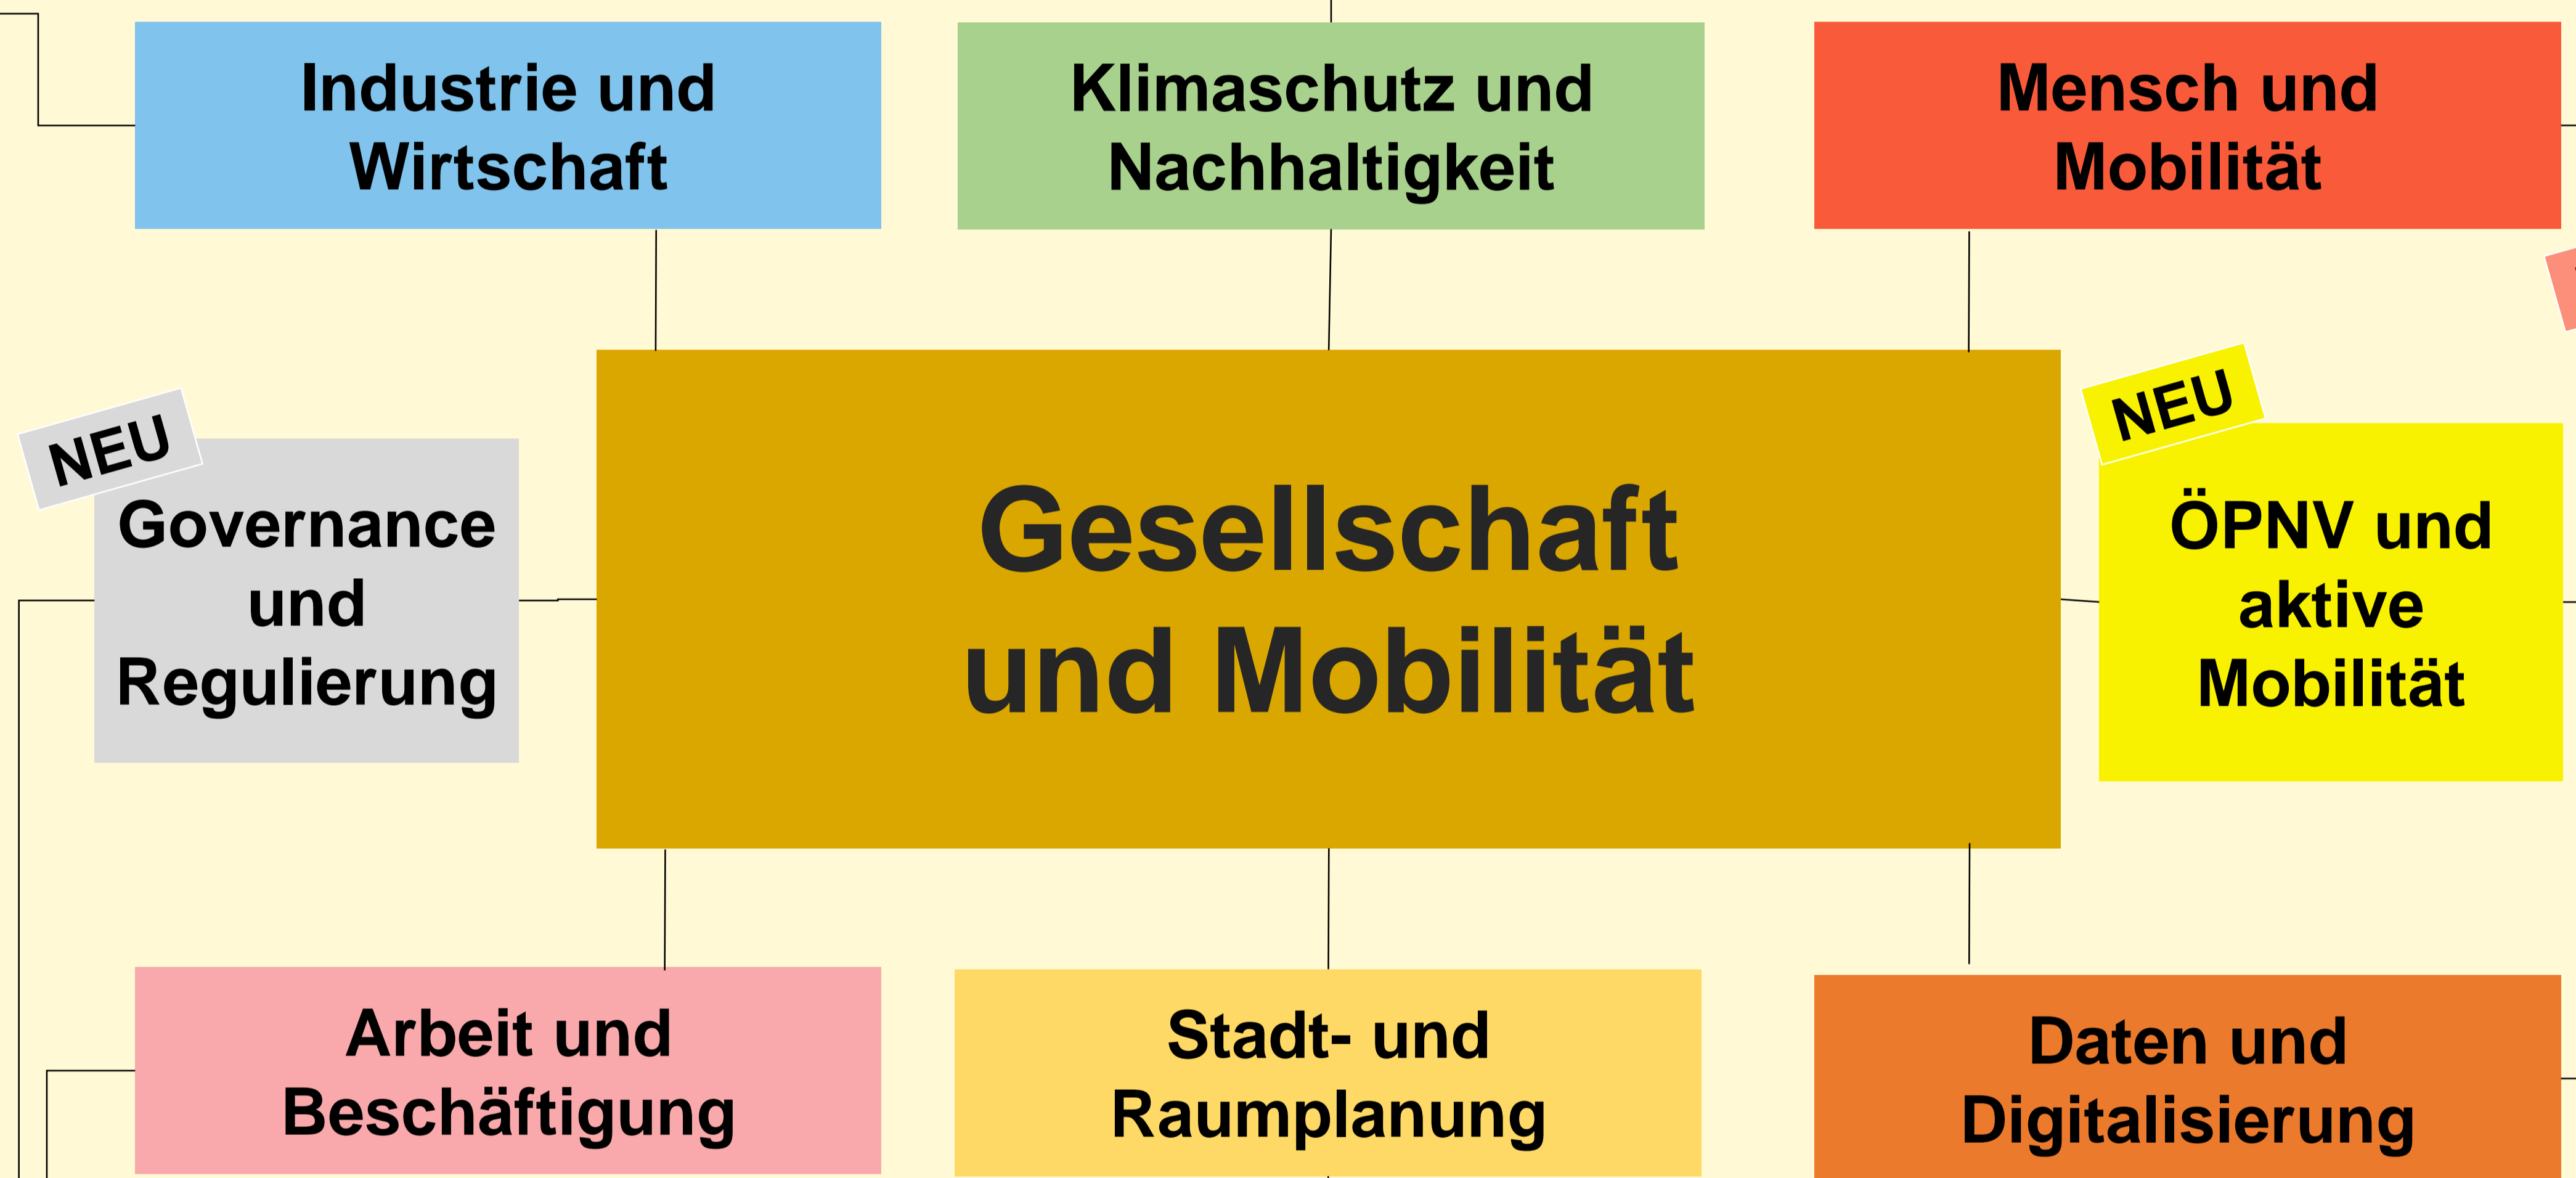 Industrie und
Wirtschaft
Klimaschutz und
Nachhaltigkeit
Mensch und
Mobilität
NEU
Governance
und
Regulierung
Gesellschaft
und Mobilität
NEU
ÖPNV und
aktive
Mobilität
Arbeit und
Beschäftigung
Stadt- und
Raumplanung
Daten und
Digitalisierung